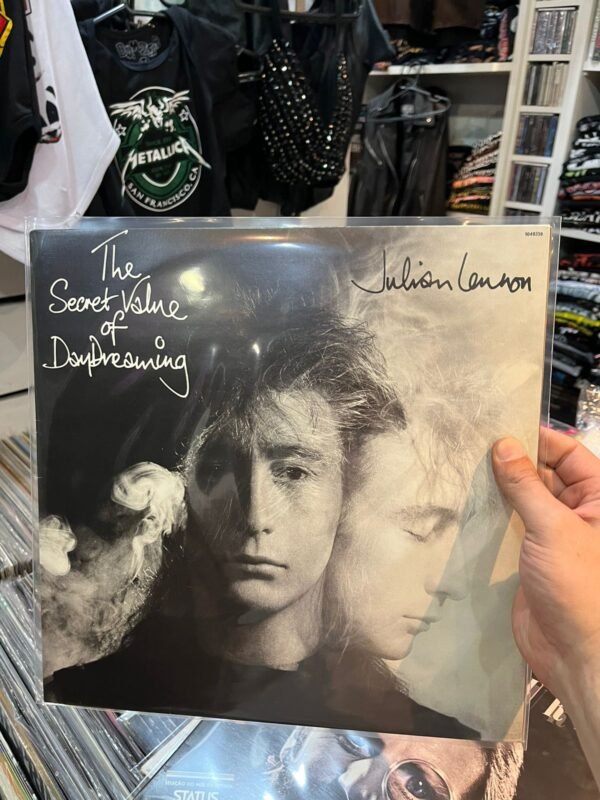 METALLICA
SAN FRANCISCO, CA
The
Secret Value
of
DayDreaming
Julian Lennon
STATUS